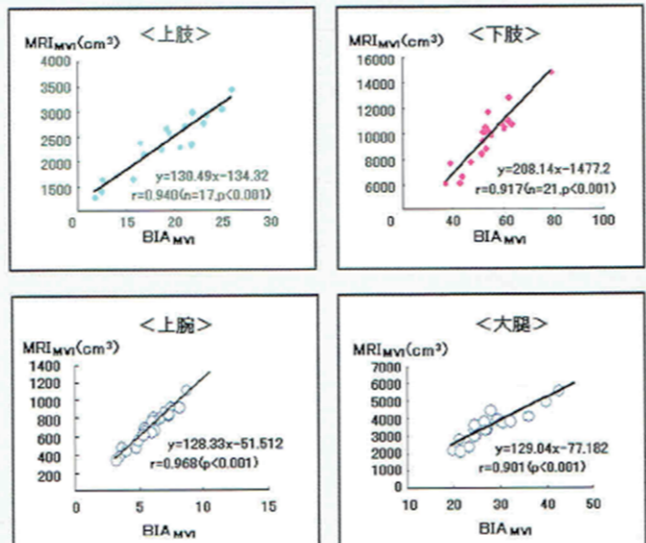 <上肢>
MRIMVI(cm³)
4000
3500
3000
2500
2000
1500
0
15
20
25
30
y=130.49x-134.32
r=0.940(n=17,p<0.001)
BIAMVI
<下肢>
MRIMVI(cm³)
16000
14000
12000
10000
8000
6000
0
40
60
80
100
y=208.14x-1477.2
r=0.917(n=21,p<0.001)
BIAMVI
<上腕>
MRIMVI(cm³)
1400
1200
1000
800
600
400
200
0
5
10
15
y=128.33x-51.512
r=0.968(p<0.001)
BIAMVI
<大腿>
MRIMVI(cm³)
7000
6000
5000
4000
3000
2000
1000
0
10
20
30
40
50
y=129.04x-77.182
r=0.901(p<0.001)
BIAMVI